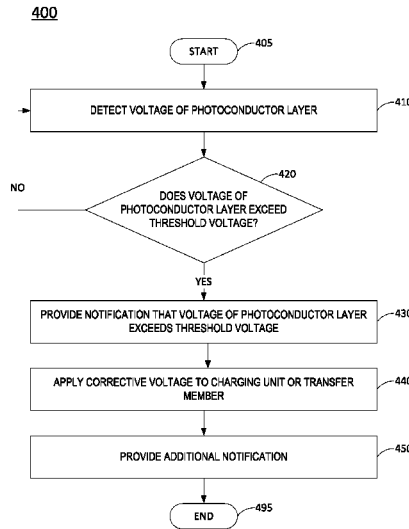 400
START
405
DETECT VOLTAGE OF PHOTOCONDUCTOR LAYER
410
420
NO
DOES VOLTAGE OF
PHOTOCONDUCTOR LAYER EXCEED
THRESHOLD VOLTAGE?
YES
PROVIDE NOTIFICATION THAT VOLTAGE OF PHOTOCONDUCTOR LAYER
EXCEEDS THRESHOLD VOLTAGE
430
APPLY CORRECTIVE VOLTAGE TO CHARGING UNIT OR TRANSFER
MEMBER
440
PROVIDE ADDITIONAL NOTIFICATION
450
END
495